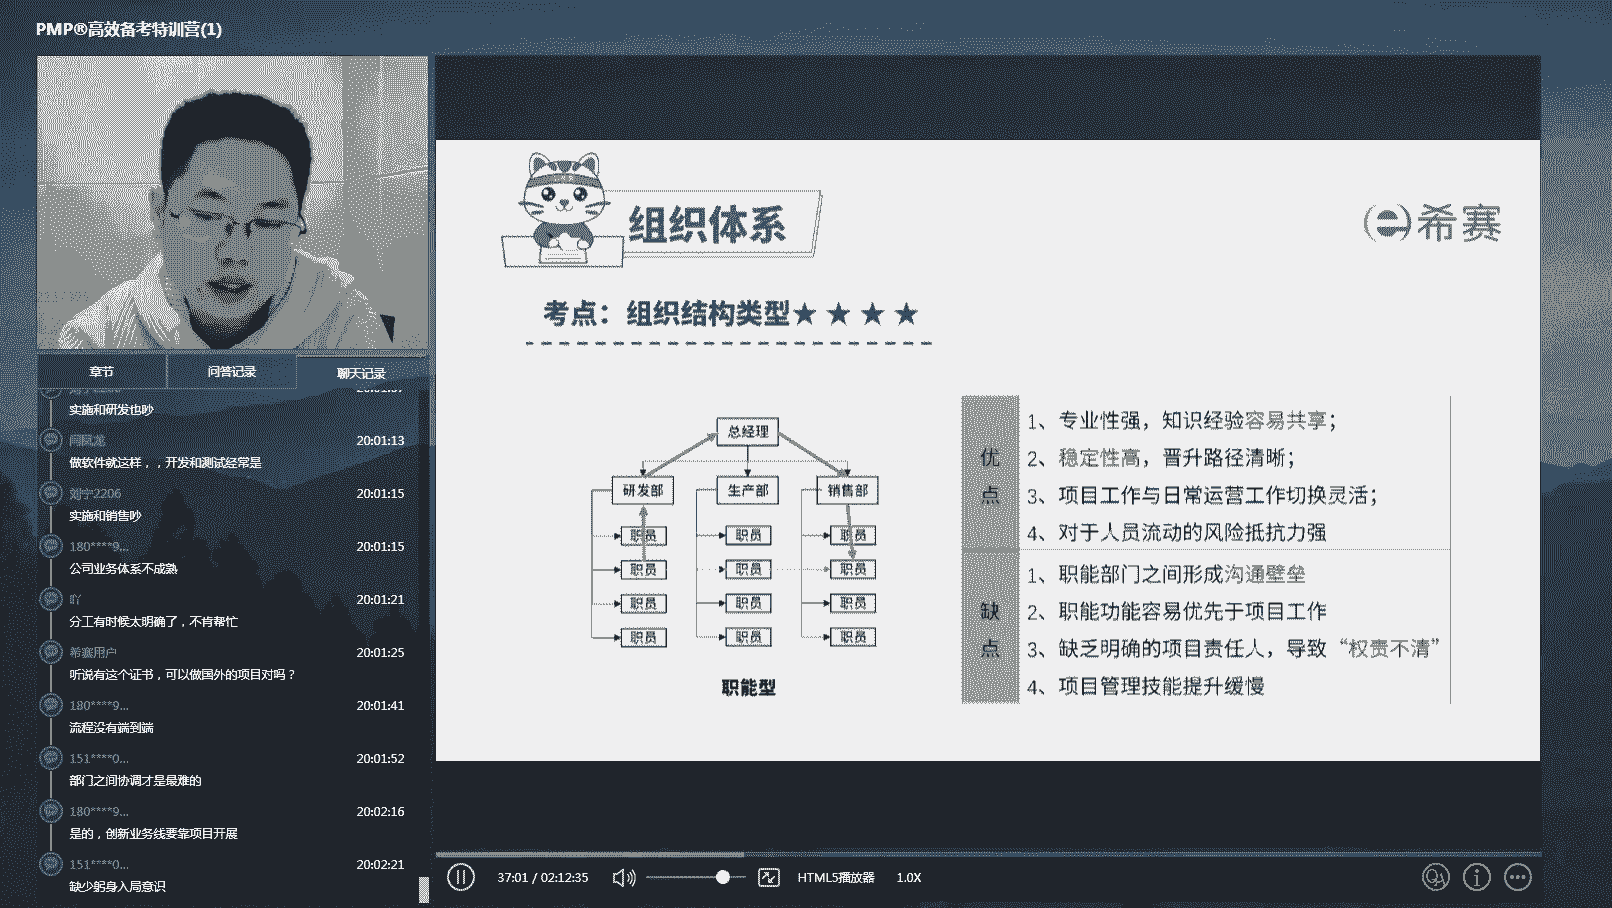 PMP®高效备考特训营(1)
章节
问答记录
聊天记录
实施和研发也吵
闫凤龙
20:01:13
做软件就这样，，开发和测试经常是
刘宁2206
20:01:15
实施和销售吵
180****9...
20:01:15
公司业务体系不成熟
吖
20:01:21
分工有时候太明确了，不肯帮忙
希赛用户
20:01:25
听说有这个证书，可以做国外的项目对吗？
180****9...
20:01:41
流程没有端到端
151****0...
20:01:52
部门之间协调才是最难的
180****9...
20:02:16
是的，创新业务线要靠项目开展
151****0...
20:02:21
缺少躬身入局意识
组织体系
希赛
考点：组织结构类型★★★★
总经理
研发部
生产部
销售部
职员
职员
职员
职员
职员
职员
职员
职员
职员
职员
职员
职员
职能型
优点
1、专业性强，知识经验容易共享；
2、稳定性高，晋升路径清晰；
3、项目工作与日常运营工作切换灵活；
4、对于人员流动的风险抵抗力强
缺点
1、职能部门之间形成沟通壁垒
2、职能功能容易优先于项目工作
3、缺乏明确的项目责任人，导致“权责不清”
4、项目管理技能提升缓慢
37:01 / 02:12:35
HTML5播放器
1.0X